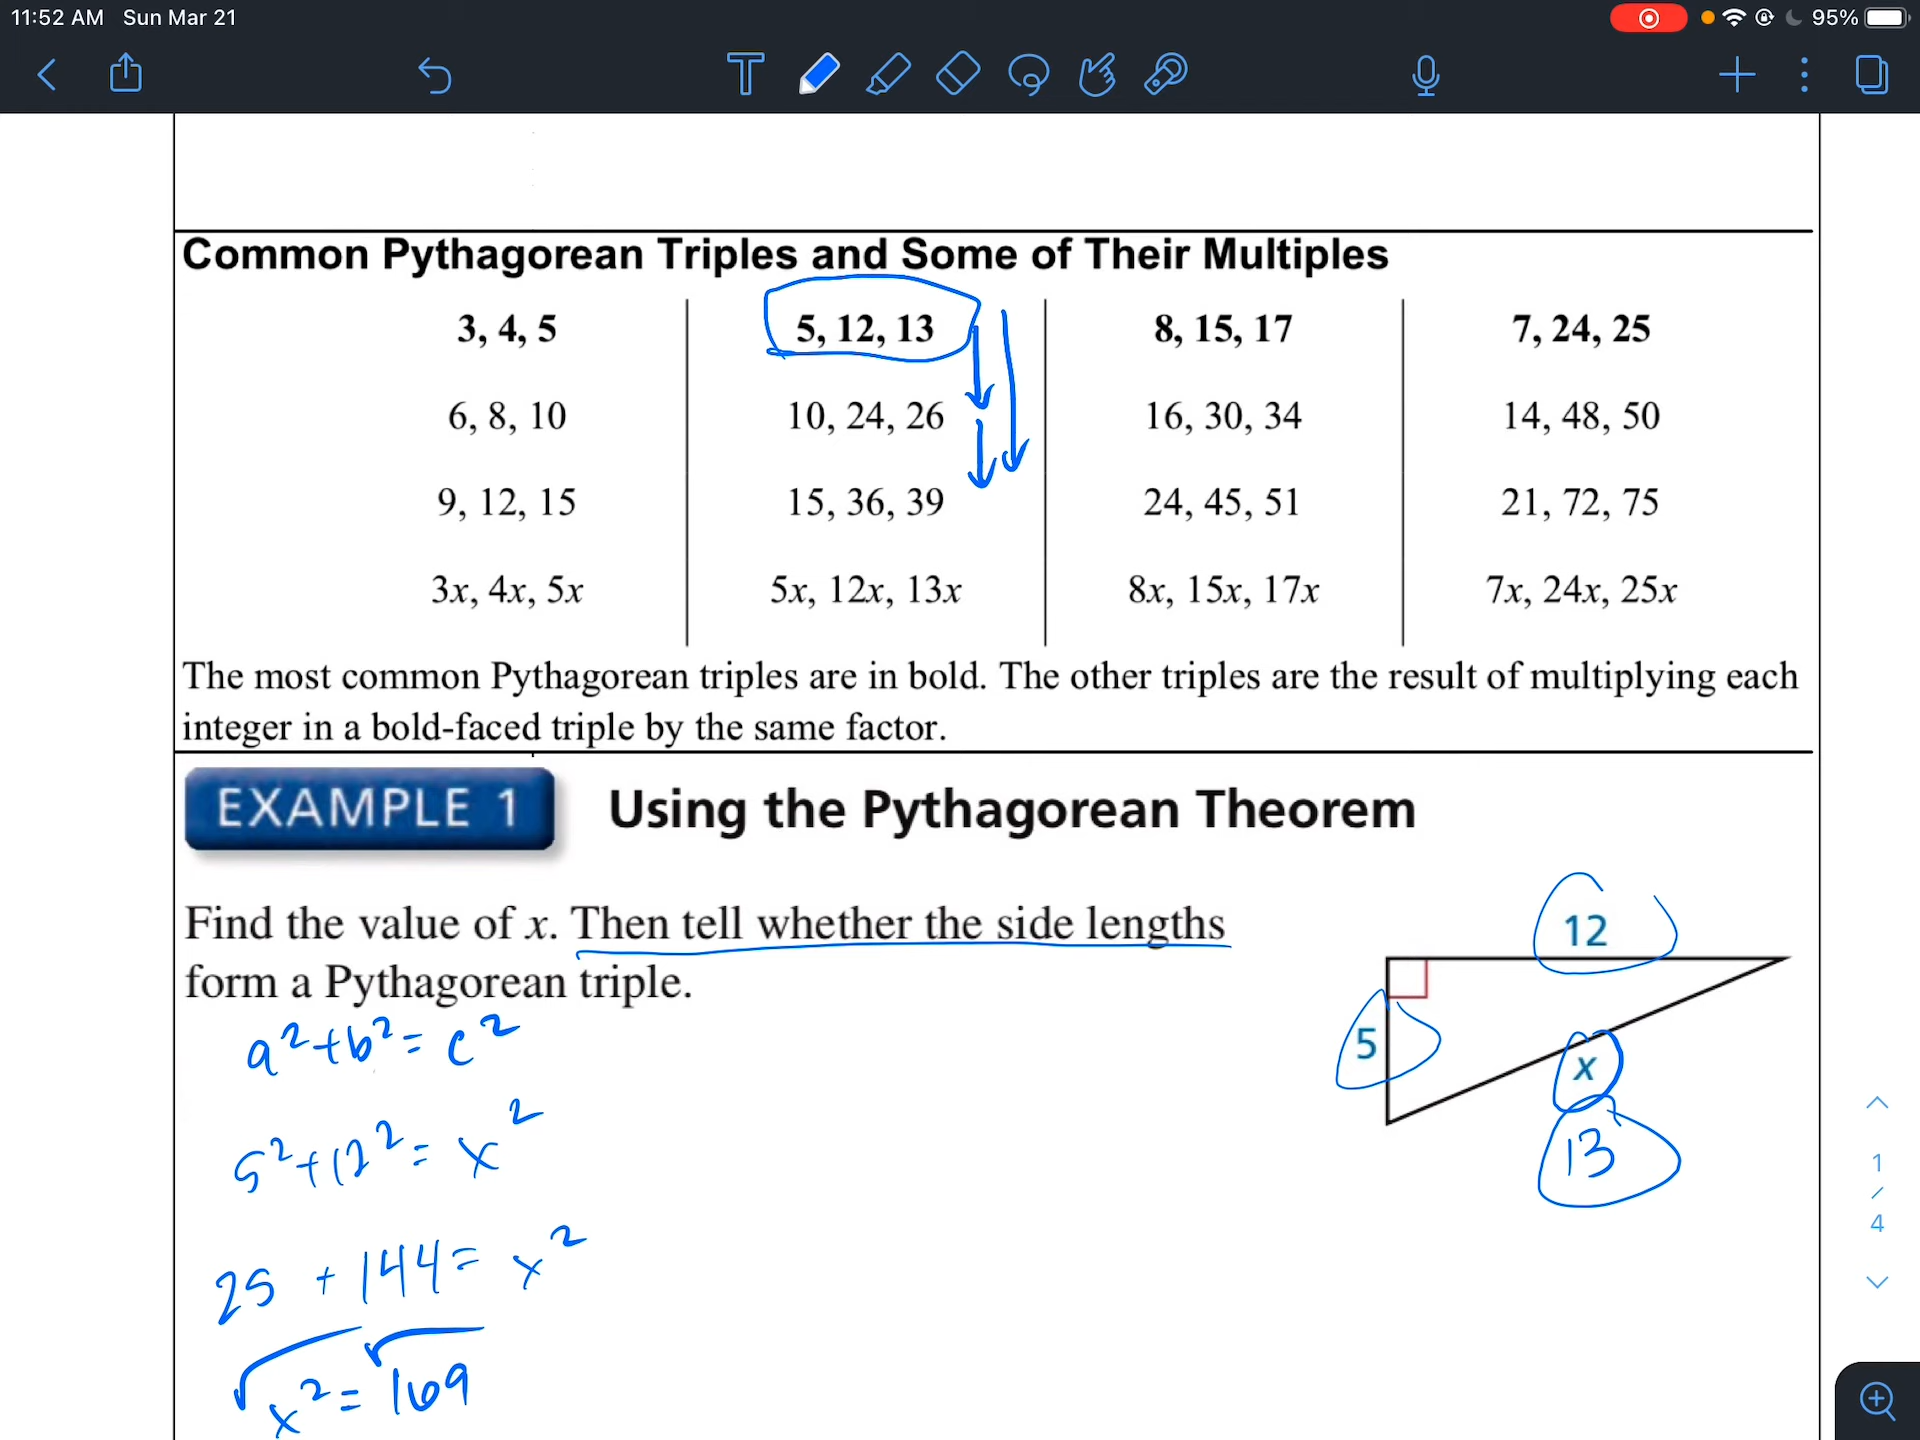 11:52 AM Sun Mar 21 95%
T
Common Pythagorean Triples and Some of Their Multiples
3, 4, 5 5, 12, 13 8, 15, 17 7, 24, 25
6, 8, 10 10, 24, 26 16, 30, 34 14, 48, 50
9, 12, 15 15, 36, 39 24, 45, 51 21, 72, 75
3x, 4x, 5x 5x, 12x, 13x 8x, 15x, 17x 7x, 24x, 25x
The most common Pythagorean triples are in bold. The other triples are the result of multiplying each
integer in a bold-faced triple by the same factor.
EXAMPLE 1 Using the Pythagorean Theorem
Find the value of x. Then tell whether the side lengths
form a Pythagorean triple.
12
5
x
13
a²+b²=c²
5²+12²=x²
25 + 144 = x²
√x² = √169
1
/
4